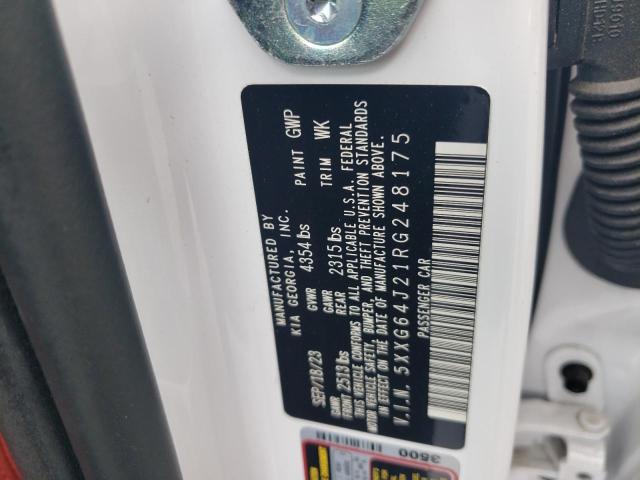 MANUFACTURED BY
KIA GEORGIA, INC.
SEP/18/23 GVWR 4354 lbs PAINT GWP
GAWR FRONT 2513 lbs GAWR REAR 2315 lbs TRIM WK
THIS VEHICLE CONFORMS TO ALL APPLICABLE U.S.A. FEDERAL
MOTOR VEHICLE SAFETY, BUMPER, AND THEFT PREVENTION STANDARDS
IN EFFECT ON THE DATE OF MANUFACTURE SHOWN ABOVE.
V.I.N. 5XXG64J21RG248175
PASSENGER CAR
3500